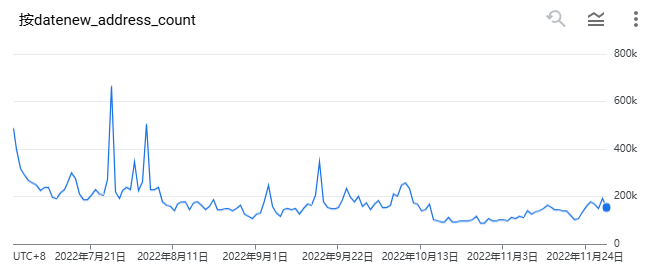 按datenew_address_count
800k
600k
400k
200k
0
UTC+8 2022年7月21日 2022年8月11日 2022年9月1日 2022年9月22日 2022年10月13日 2022年11月3日 2022年11月24日